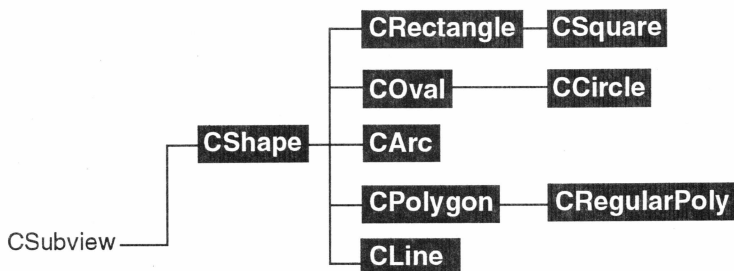 CRectangle CSquare
COval CCircle
CShape CArc
CPolygon CRegularPoly
CSubview
CLine